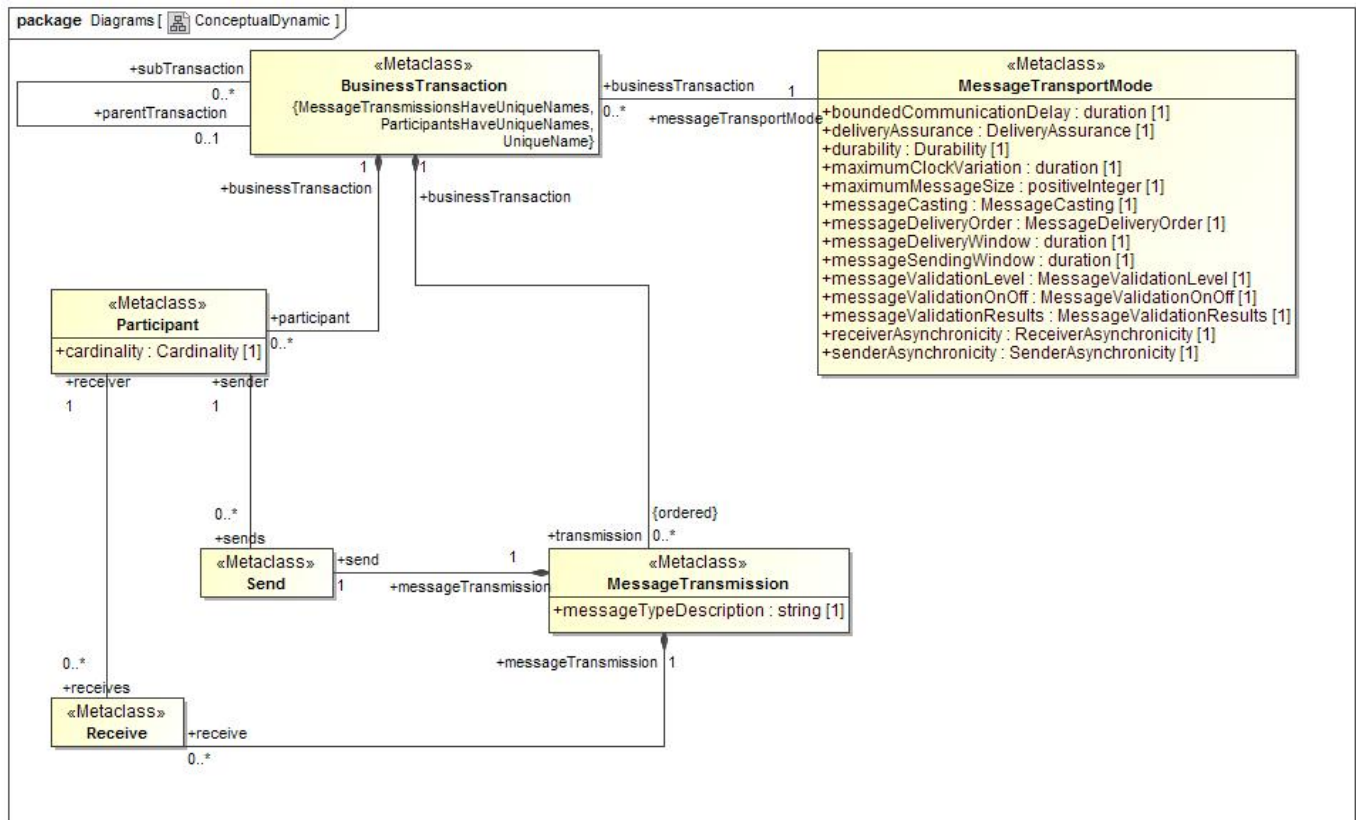 package Diagrams [ ConceptualDynamic ]
+subTransaction
0..*
+parentTransaction
0..1
«Metaclass»
BusinessTransaction
{MessageTransmissionsHaveUniqueNames,
ParticipantsHaveUniqueNames,
UniqueName}
+businessTransaction
0..*
1
+messageTransportMode
«Metaclass»
MessageTransportMode
+boundedCommunicationDelay : duration [1]
+deliveryAssurance : DeliveryAssurance [1]
+durability : Durability [1]
+maximumClockVariation : duration [1]
+maximumMessageSize : positiveInteger [1]
+messageCasting : MessageCasting [1]
+messageDeliveryOrder : MessageDeliveryOrder [1]
+messageDeliveryWindow : duration [1]
+messageSendingWindow : duration [1]
+messageValidationLevel : MessageValidationLevel [1]
+messageValidationOnOff : MessageValidationOnOff [1]
+messageValidationResults : MessageValidationResults [1]
+receiverAsynchronicity : ReceiverAsynchronicity [1]
+senderAsynchronicity : SenderAsynchronicity [1]
1
+businessTransaction
1
+businessTransaction
«Metaclass»
Participant
+cardinality : Cardinality [1]
+participant
0..*
+receiver
1
+sender
1
0..*
+sends
«Metaclass»
Send
+send
1
1
+messageTransmission
{ordered}
+transmission 0..*
«Metaclass»
MessageTransmission
+messageTypeDescription : string [1]
+messageTransmission 1
0..*
+receives
«Metaclass»
Receive
+receive
0..*